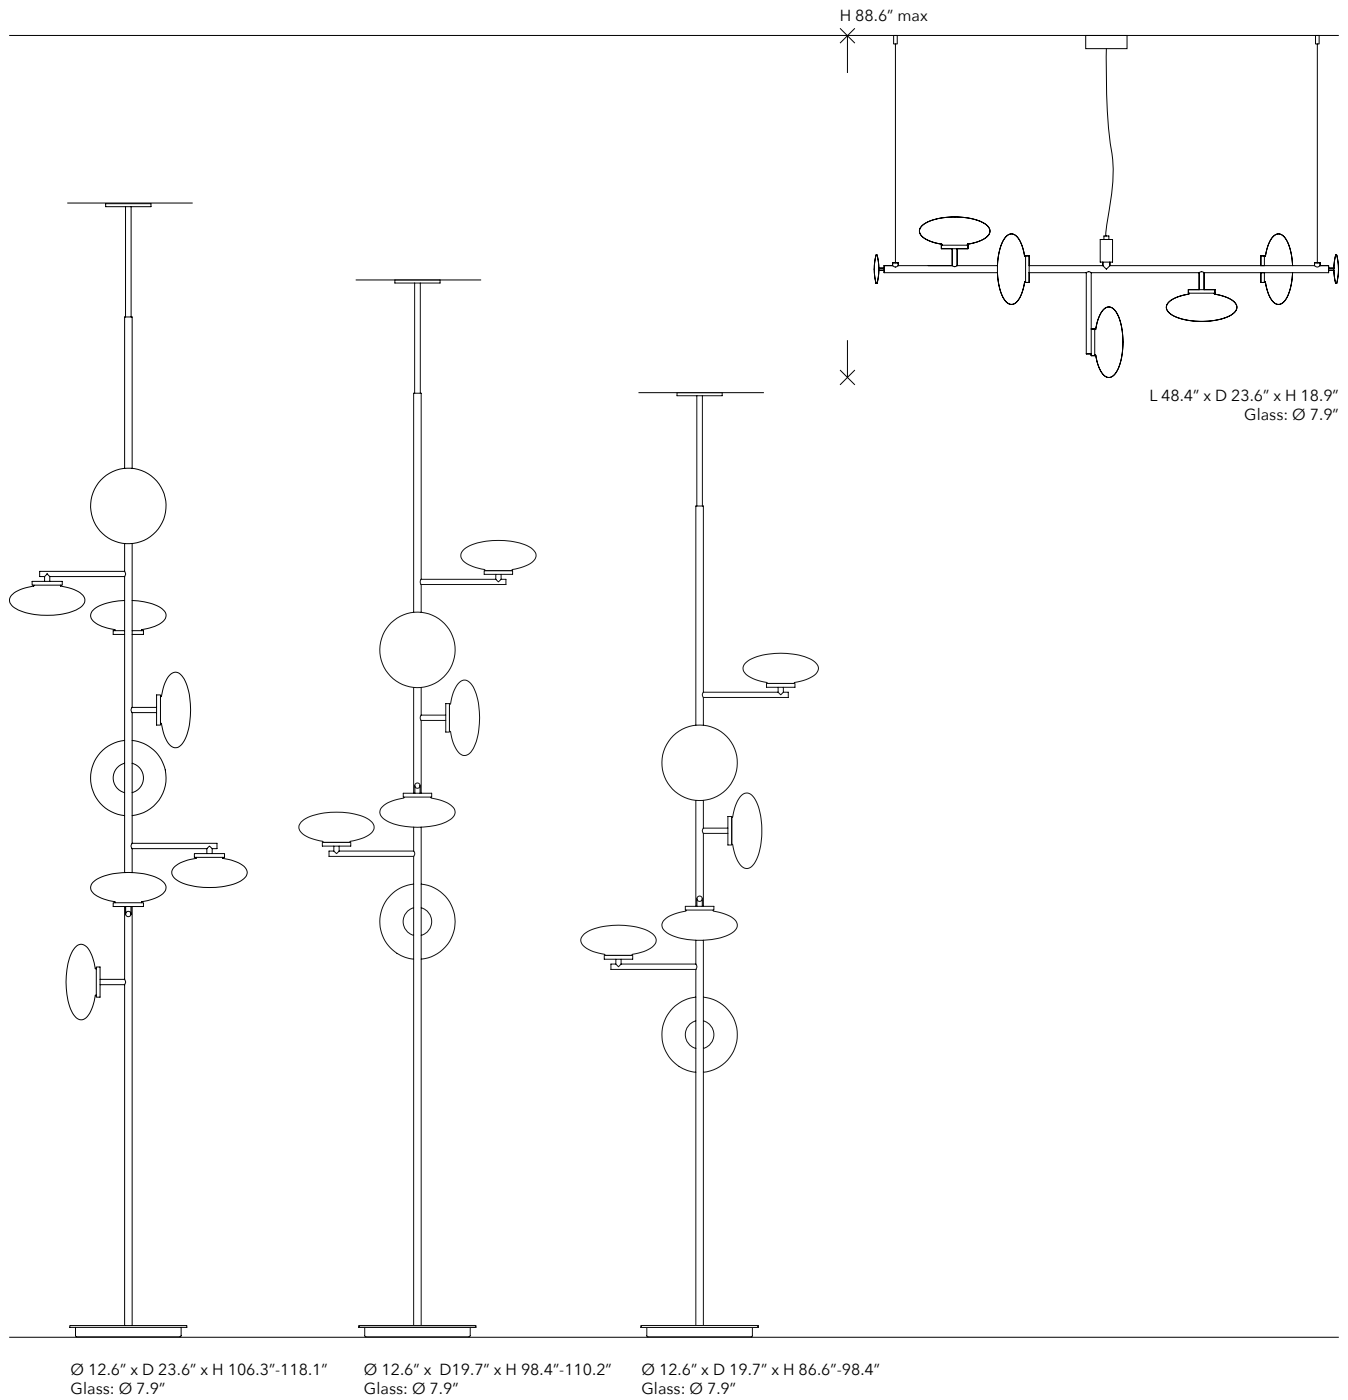 H 88.6” max
L 48.4” x D 23.6” x H 18.9”
Glass: Ø 7.9”
Ø 12.6” x D 23.6” x H 106.3”-118.1”
Glass: Ø 7.9”
Ø 12.6” x D19.7” x H 98.4”-110.2”
Glass: Ø 7.9”
Ø 12.6” x D 19.7” x H 86.6”-98.4”
Glass: Ø 7.9”